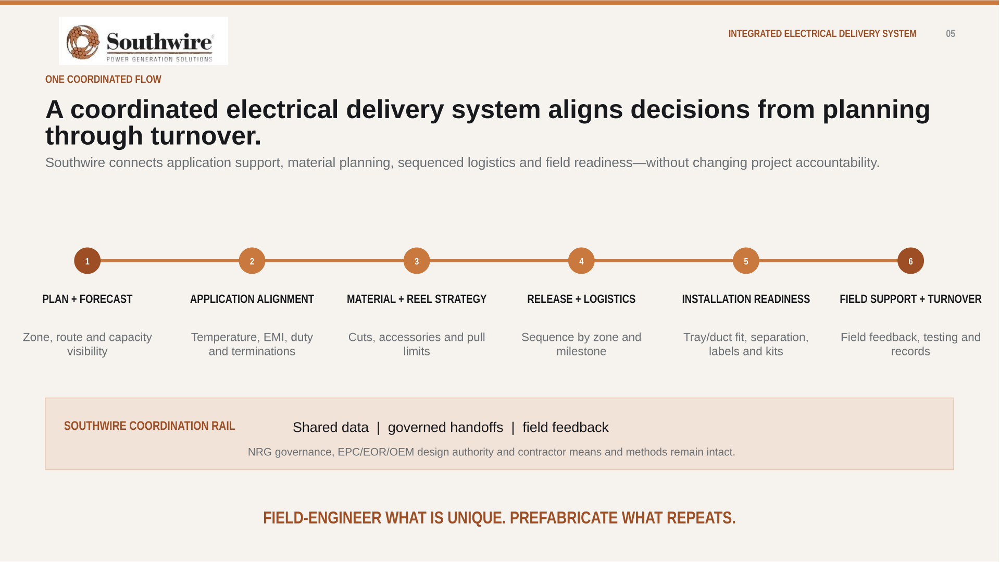 Southwire®
POWER GENERATION SOLUTIONS
INTEGRATED ELECTRICAL DELIVERY SYSTEM
05
ONE COORDINATED FLOW
A coordinated electrical delivery system aligns decisions from planning
through turnover.
Southwire connects application support, material planning, sequenced logistics and field readiness—without changing project accountability.
1
2
3
4
5
6
PLAN + FORECAST
APPLICATION ALIGNMENT
MATERIAL + REEL STRATEGY
RELEASE + LOGISTICS
INSTALLATION READINESS
FIELD SUPPORT + TURNOVER
Zone, route and capacity
visibility
Temperature, EMI, duty
and terminations
Cuts, accessories and pull
limits
Sequence by zone and
milestone
Tray/duct fit, separation,
labels and kits
Field feedback, testing and
records
SOUTHWIRE COORDINATION RAIL
Shared data | governed handoffs | field feedback
NRG governance, EPC/EOR/OEM design authority and contractor means and methods remain intact.
FIELD-ENGINEER WHAT IS UNIQUE. PREFABRICATE WHAT REPEATS.